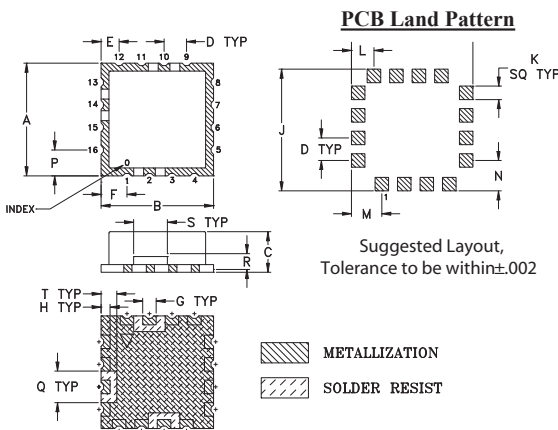 PCB Land Pattern
E
D TYP
12 11 10 9
13
14
15
16
8
7
6
5
A
P
0
1 2 3 4
F
B
INDEX
L
K
SQ TYP
J
D TYP
N
1
M
S TYP
C
R
Suggested Layout,
Tolerance to be within±.002
T TYP
H TYP
G TYP
Q TYP
METALLIZATION
SOLDER RESIST